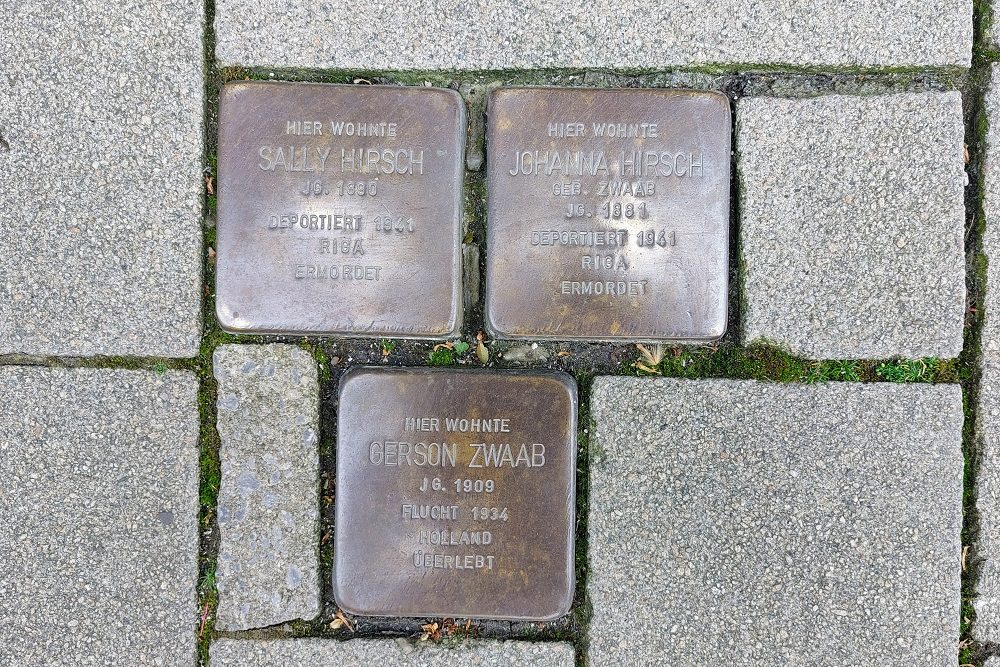 HIER WOHNTE
SALLY HIRSCH
JG. 1880
DEPORTIERT 1941
RIGA
ERMORDET
HIER WOHNTE
JOHANNA HIRSCH
GEB. ZWAAB
JG. 1881
DEPORTIERT 1941
RIGA
ERMORDET
HIER WOHNTE
GERSON ZWAAB
JG. 1909
FLUCHT 1934
HOLLAND
ÜBERLEBT